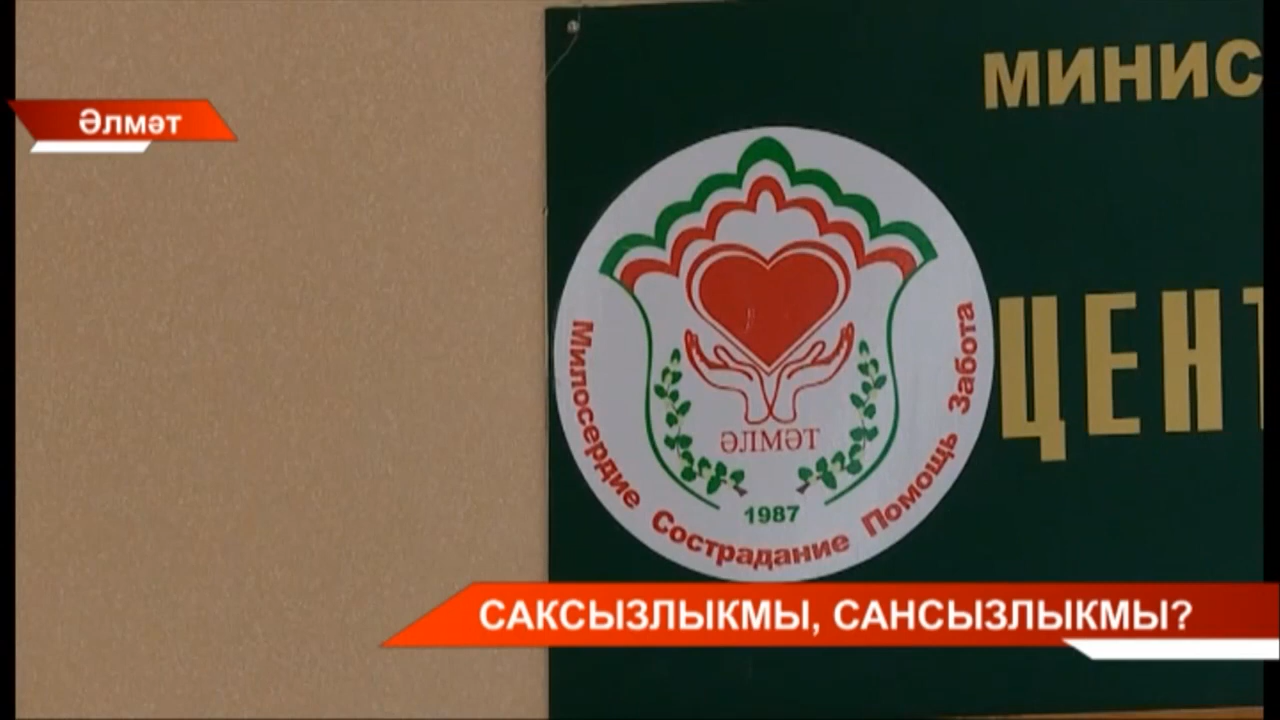 Әлмәт
МИНИС
ЦЕНТ
Милосердие Сострадание Помощь Забота
ӘЛМӘТ
1987
САКСЫЗЛЫКМЫ, САНСЫЗЛЫКМЫ?